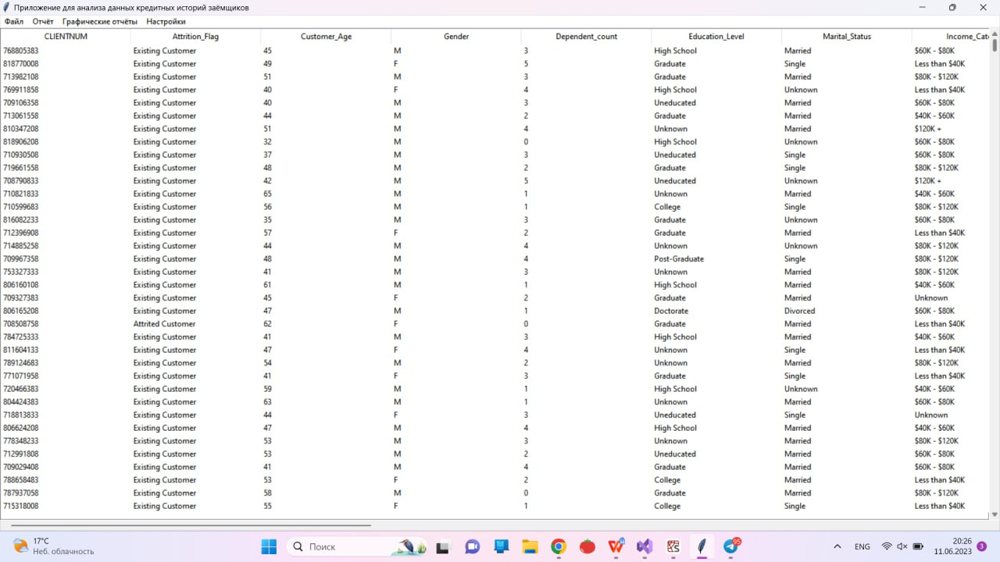 Приложение для анализа данных кредитных историй заёмщиков
Файл Отчёт Графические отчёты Настройки
CLIENTNUM Attrition_Flag Customer_Age Gender Dependent_count Education_Level Marital_Status Income_Cat
768805383 Existing Customer 45 M 3 High School Married $60K - $80K
818770008 Existing Customer 49 F 5 Graduate Single Less than $40K
713982108 Existing Customer 51 M 3 Graduate Married $80K - $120K
769911858 Existing Customer 40 F 4 High School Unknown Less than $40K
709106358 Existing Customer 40 M 3 Uneducated Married $60K - $80K
713061558 Existing Customer 44 M 2 Graduate Married $40K - $60K
810347208 Existing Customer 51 M 4 Unknown Married $120K +
818906208 Existing Customer 32 M 0 High School Unknown $60K - $80K
710930508 Existing Customer 37 M 3 Uneducated Single $60K - $80K
719661558 Existing Customer 48 M 2 Graduate Single $80K - $120K
708790833 Existing Customer 42 M 5 Uneducated Unknown $120K +
710821833 Existing Customer 65 M 1 Unknown Married $40K - $60K
710599683 Existing Customer 56 M 1 College Single $80K - $120K
816082233 Existing Customer 35 M 3 Graduate Unknown $60K - $80K
712396908 Existing Customer 57 F 2 Graduate Married Less than $40K
714885258 Existing Customer 44 M 4 Unknown Unknown $80K - $120K
709967358 Existing Customer 48 M 4 Post-Graduate Single $80K - $120K
753327333 Existing Customer 41 M 3 Unknown Married $80K - $120K
806160108 Existing Customer 61 M 1 High School Married $40K - $60K
709327383 Existing Customer 45 F 2 Graduate Married Unknown
806165208 Existing Customer 47 M 1 Doctorate Divorced $60K - $80K
708508758 Attrited Customer 62 F 0 Graduate Married Less than $40K
784725333 Existing Customer 41 M 3 High School Married $40K - $60K
811604133 Existing Customer 47 F 4 Unknown Single Less than $40K
789124683 Existing Customer 54 M 2 Unknown Married $80K - $120K
771071958 Existing Customer 41 F 3 Graduate Single Less than $40K
720466383 Existing Customer 59 M 1 High School Unknown $40K - $60K
804424383 Existing Customer 63 M 1 Unknown Married $60K - $80K
718813833 Existing Customer 44 F 3 Uneducated Single Unknown
806624208 Existing Customer 47 M 4 High School Married $40K - $60K
778348233 Existing Customer 53 M 3 Unknown Married $80K - $120K
712991808 Existing Customer 53 M 2 Uneducated Married $60K - $80K
709029408 Existing Customer 41 M 4 Graduate Married $60K - $80K
788658483 Existing Customer 53 F 2 College Married Less than $40K
787937058 Existing Customer 58 M 0 Graduate Married $80K - $120K
715318008 Existing Customer 55 F 1 College Single Less than $40K
17°C
Неб. облачность
Поиск
95
ENG
20:26
11.06.2023
3